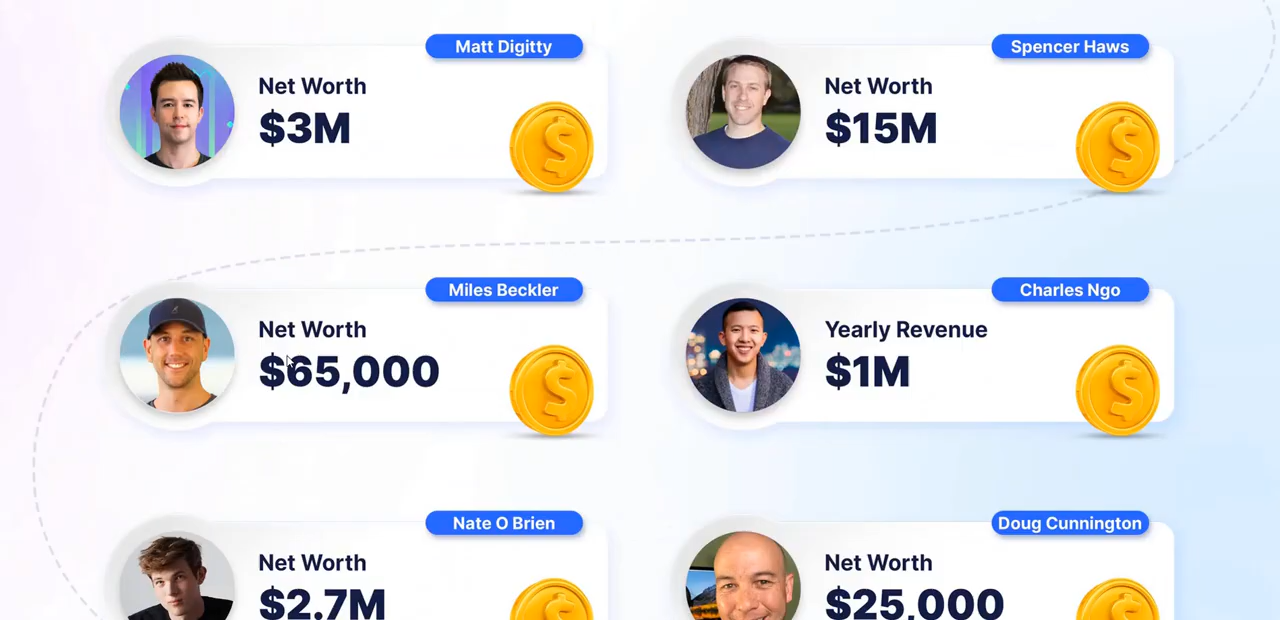 Matt Digitty
Net Worth
$3M
Spencer Haws
Net Worth
$15M
Miles Beckler
Net Worth
$65,000
Charles Ngo
Yearly Revenue
$1M
Nate O Brien
Net Worth
$2.7M
Doug Cunnington
Net Worth
$25,000